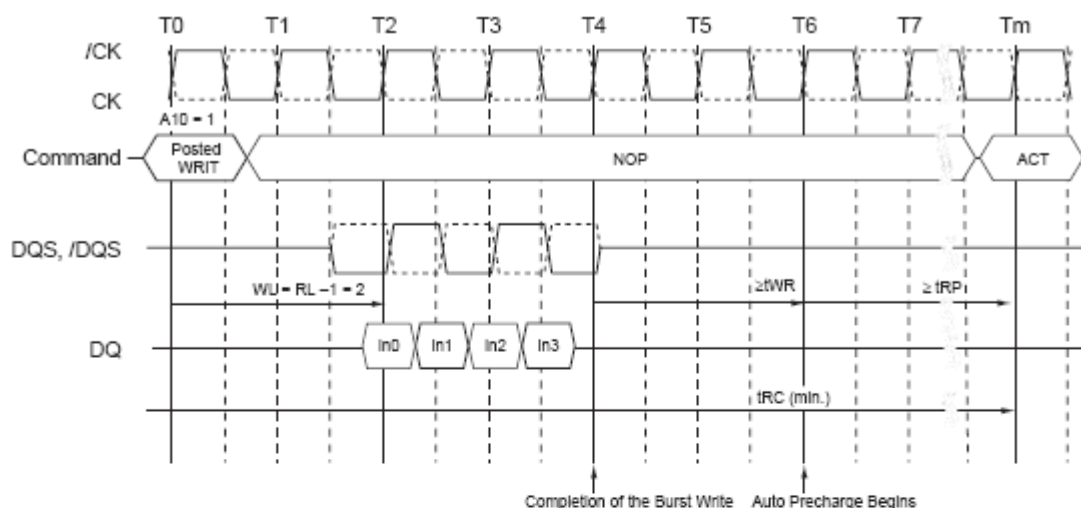 T0 T1 T2 T3 T4 T5 T6 T7 Tm
/CK
CK
A10 = 1
Command
Posted
WRIT
NOP
ACT
DQS, /DQS
WL = RL –1 = 2
≥tWR
≥ tRP
DQ
In0
In1
In2
In3
tRC (min.)
Completion of the Burst Write
Auto Precharge Begins